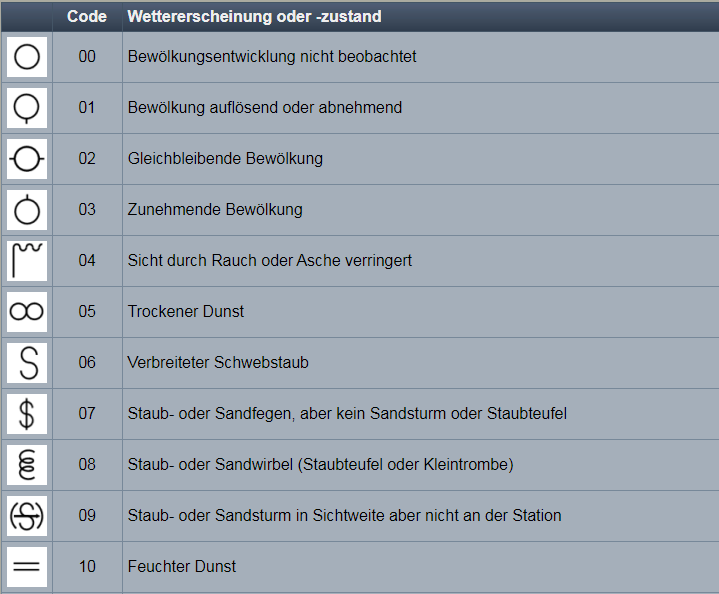 Code Wettererscheinung oder -zustand
00 Bewölkungsentwicklung nicht beobachtet
01 Bewölkung auflösend oder abnehmend
02 Gleichbleibende Bewölkung
03 Zunehmende Bewölkung
04 Sicht durch Rauch oder Asche verringert
05 Trockener Dunst
06 Verbreiteter Schwebstaub
07 Staub- oder Sandfegen, aber kein Sandsturm oder Staubteufel
08 Staub- oder Sandwirbel (Staubteufel oder Kleintrombe)
09 Staub- oder Sandsturm in Sichtweite aber nicht an der Station
10 Feuchter Dunst